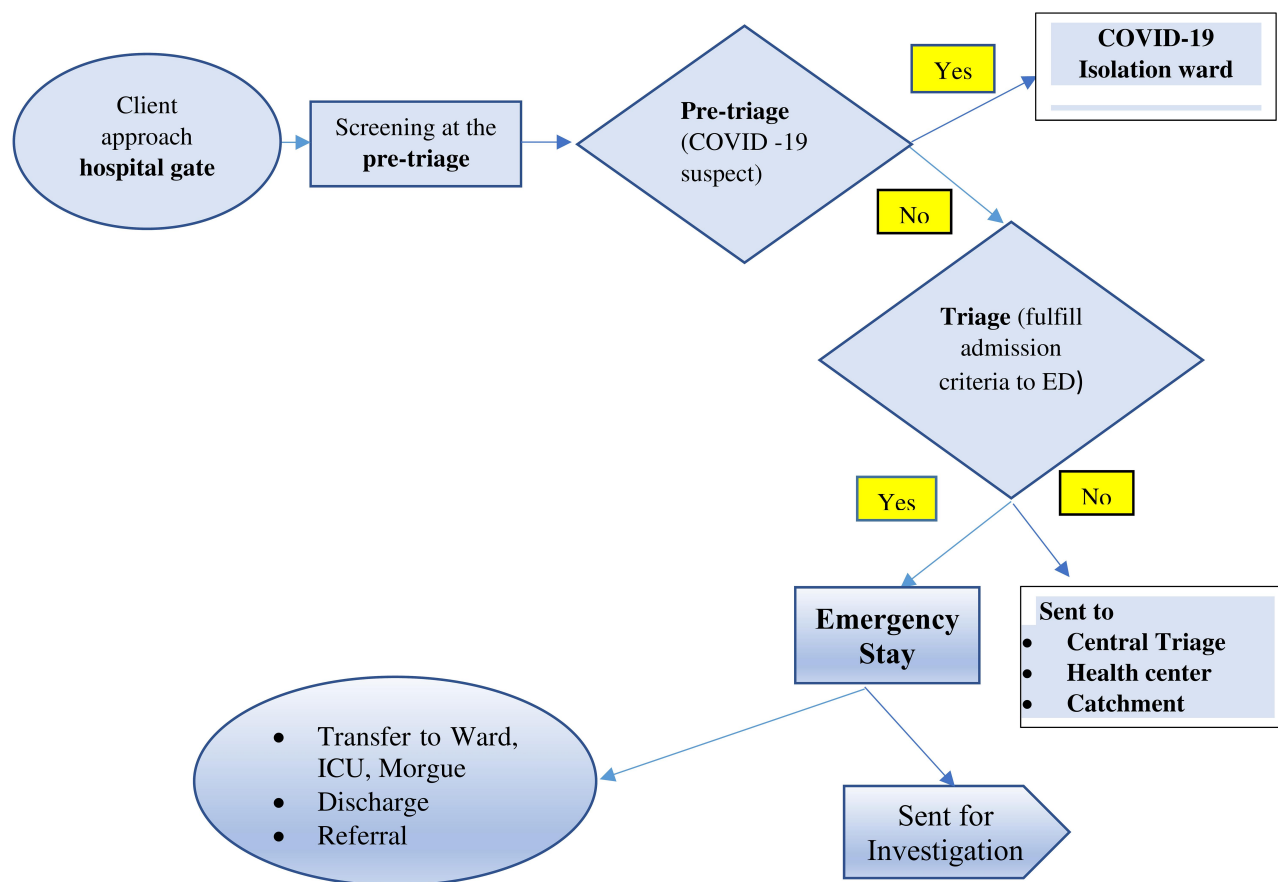 Client
approach
hospital gate
Screening at the
pre-triage
Pre-triage
(COVID -19
suspect)
Yes
COVID-19
Isolation ward
No
Triage (fulfill
admission
criteria to ED)
Yes
No
Emergency
Stay
Sent to
• Central Triage
• Health center
• Catchment
• Transfer to Ward,
ICU, Morgue
• Discharge
• Referral
Sent for
Investigation